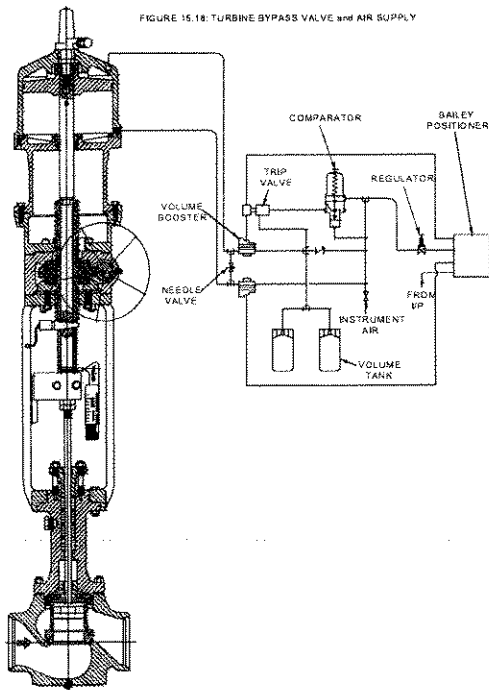 FIGURE 15.18: TURBINE BYPASS VALVE and AIR SUPPLY
COMPARATOR
BAILEY
POSITIONER
TRIP
VALVE
REGULATOR
VOLUME
BOOSTER
NEEDLE
VALVE
FROM
I/P
INSTRUMENT
AIR
VOLUME
TANK